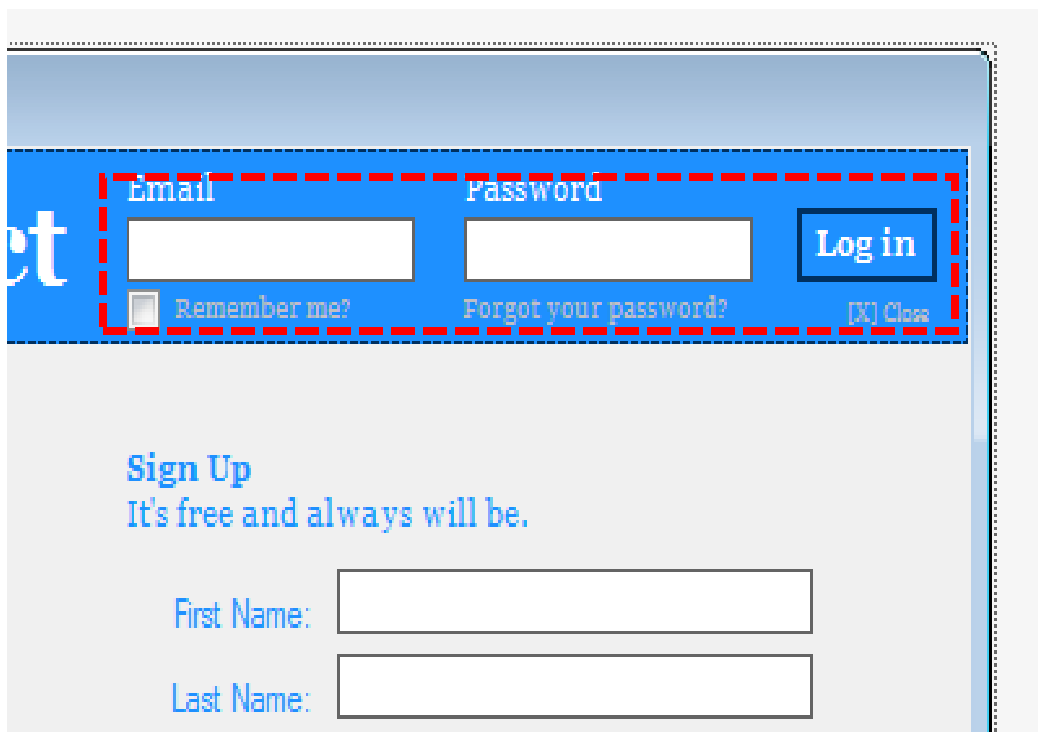 Email Password
ct Log in
Remember me? Forgot your password? [X] Close
Sign Up
It's free and always will be.
First Name:
Last Name: